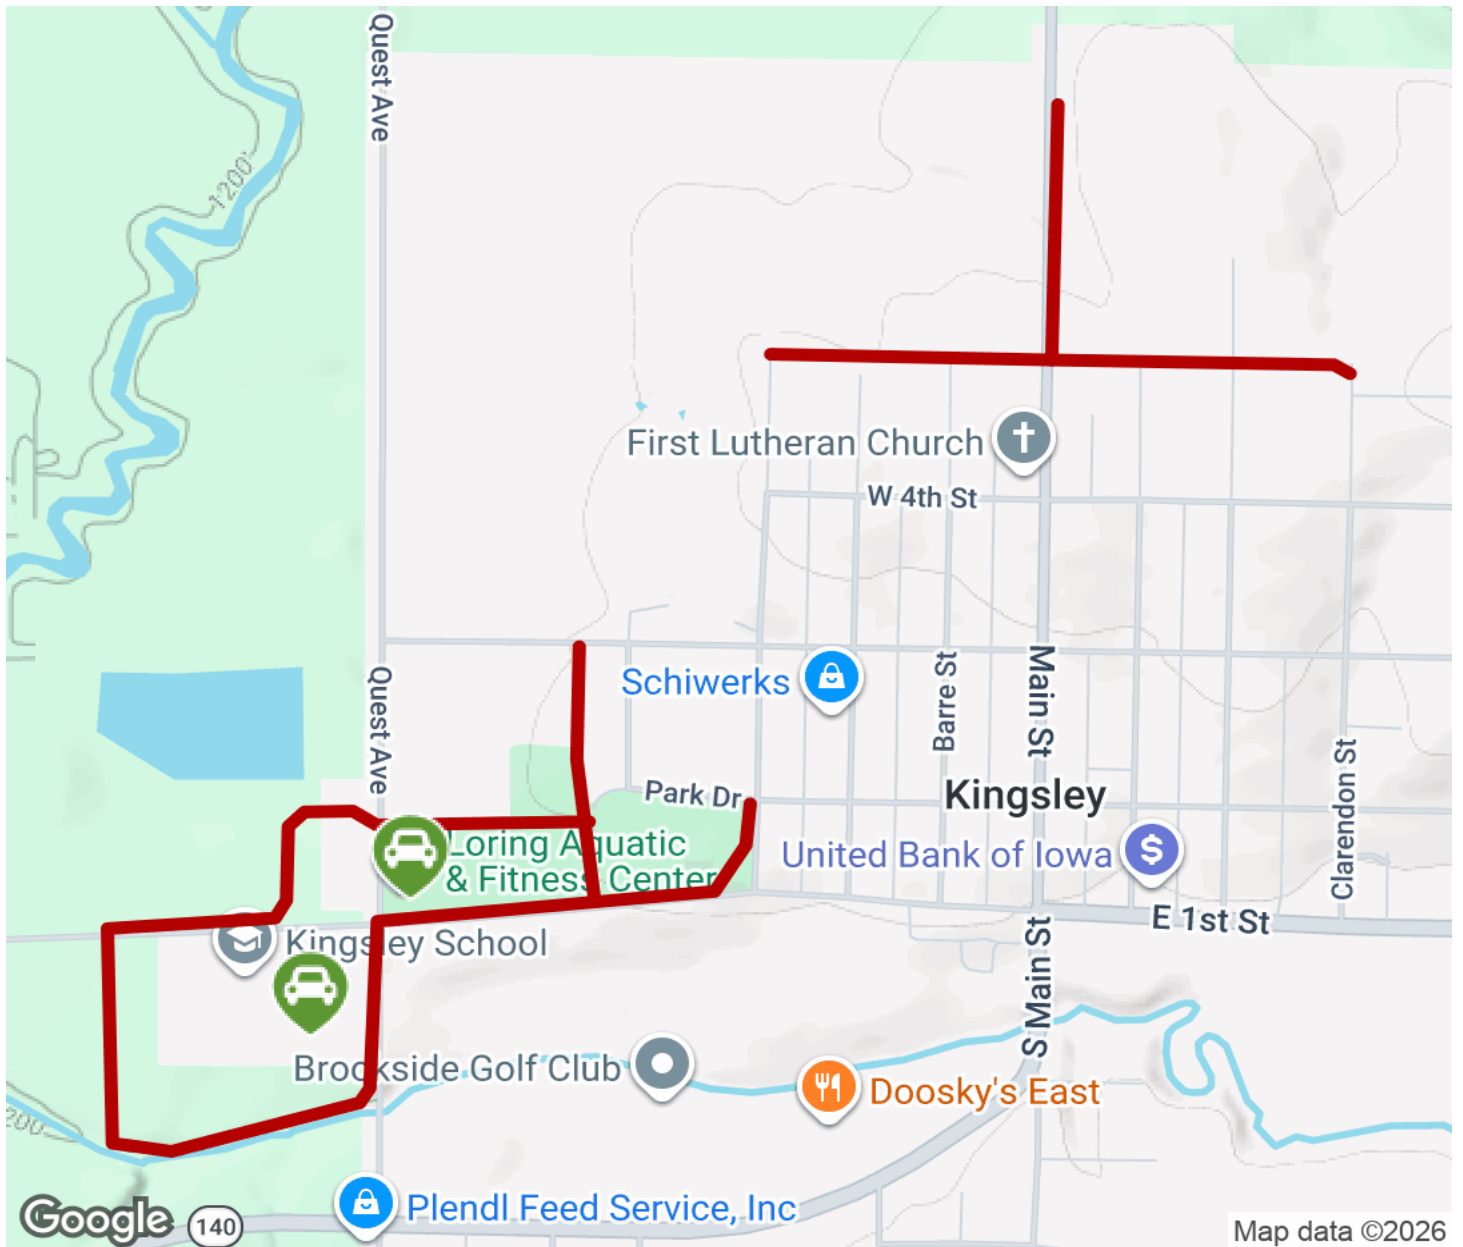 Quest Ave
1200'
First Lutheran Church
W 4th St
Quest Ave
Schiwerks
Barre St
Main St
Clarendon St
Park Dr
Kingsley
Loring Aquatic
& Fitness Center
United Bank of Iowa
E 1st St
Kingsley School
S Main St
Brookside Golf Club
Doosky's East
200
Plendl Feed Service, Inc
Google
140
Map data ©2026